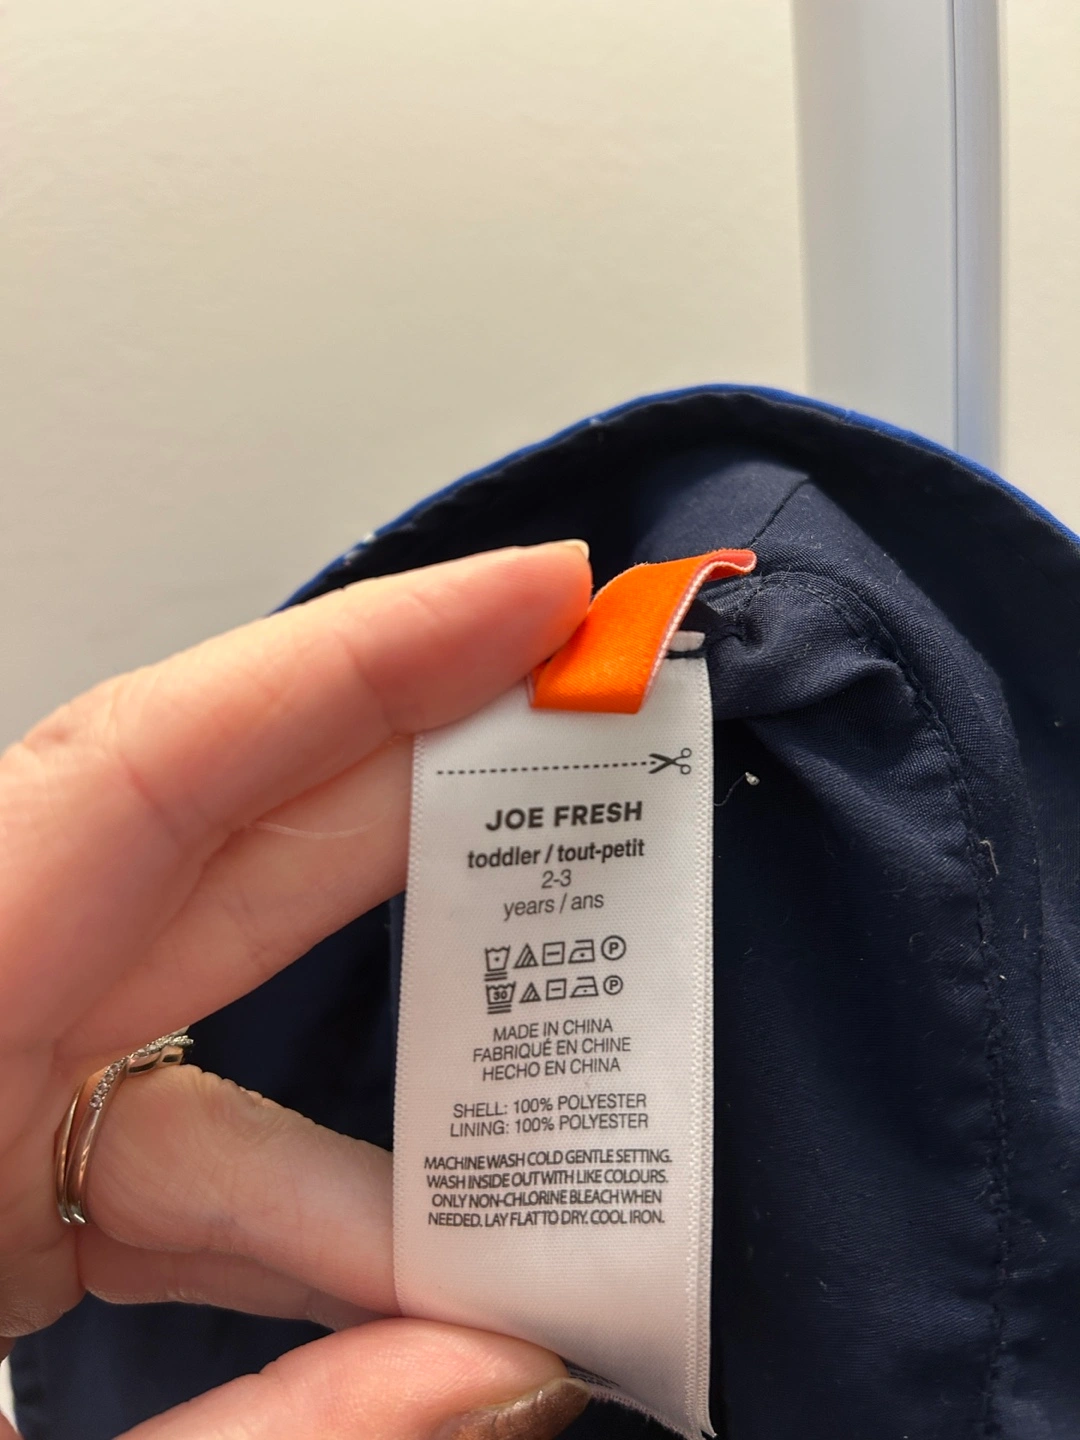 JOE FRESH
toddler / tout-petit
2-3
years / ans
P
30 P
MADE IN CHINA
FABRIQUÉ EN CHINE
HECHO EN CHINA
SHELL: 100% POLYESTER
LINING: 100% POLYESTER
MACHINE WASH COLD GENTLE SETTING.
WASH INSIDE OUT WITH LIKE COLOURS.
ONLY NON-CHLORINE BLEACH WHEN
NEEDED. LAY FLAT TO DRY. COOL IRON.